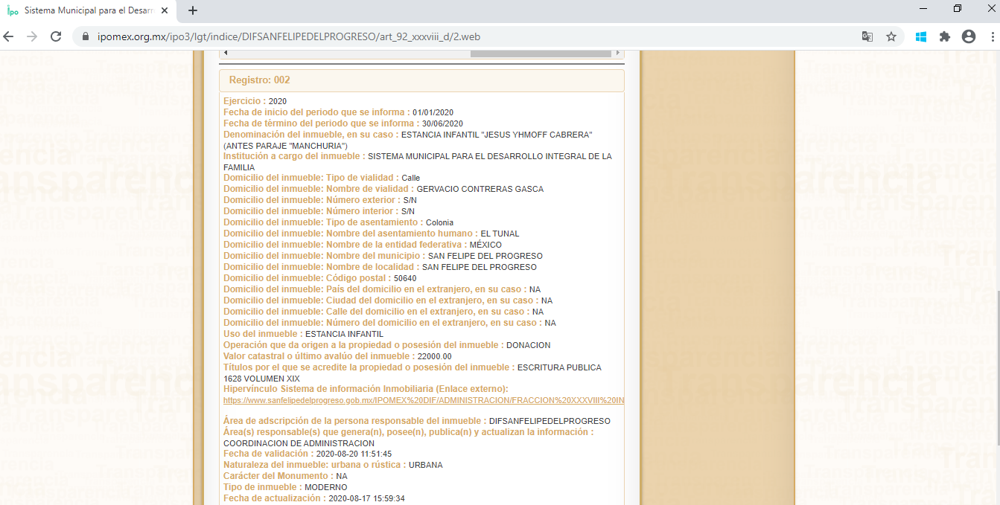 Sistema Municipal para el Desarr
ipomex.org.mx/ipo3/lgt/indice/DIFSANFELIPEDELPROGRESO/art_92_xxxviii_d/2.web
Registro: 002
Ejercicio : 2020
Fecha de inicio del periodo que se informa : 01/01/2020
Fecha de término del periodo que se informa : 30/06/2020
Denominación del inmueble, en su caso : ESTANCIA INFANTIL "JESUS YHMOFF CABRERA"
(ANTES PARAJE "MANCHURIA")
Institución a cargo del inmueble : SISTEMA MUNICIPAL PARA EL DESARROLLO INTEGRAL DE LA
FAMILIA
Domicilio del inmueble: Tipo de vialidad : Calle
Domicilio del inmueble: Nombre de vialidad : GERVACIO CONTRERAS GASCA
Domicilio del inmueble: Número exterior : S/N
Domicilio del inmueble: Número interior : S/N
Domicilio del inmueble: Tipo de asentamiento : Colonia
Domicilio del inmueble: Nombre del asentamiento humano : EL TUNAL
Domicilio del inmueble: Nombre de la entidad federativa : MÉXICO
Domicilio del inmueble: Nombre del municipio : SAN FELIPE DEL PROGRESO
Domicilio del inmueble: Nombre de localidad : SAN FELIPE DEL PROGRESO
Domicilio del inmueble: Código postal : 50640
Domicilio del inmueble: País del domicilio en el extranjero, en su caso : NA
Domicilio del inmueble: Ciudad del domicilio en el extranjero, en su caso : NA
Domicilio del inmueble: Calle del domicilio en el extranjero, en su caso : NA
Domicilio del inmueble: Número del domicilio en el extranjero, en su caso : NA
Uso del inmueble : ESTANCIA INFANTIL
Operación que da origen a la propiedad o posesión del inmueble : DONACION
Valor catastral o último avalúo del inmueble : 22000.00
Títulos por el que se acredite la propiedad o posesión del inmueble : ESCRITURA PUBLICA
1628 VOLUMEN XIX
Hipervínculo Sistema de información Inmobiliaria (Enlace externo):
https://www.sanfelipedelprogreso.gob.mx/IPOMEX%20DIF/ADMINISTRACION/FRACCION%20XXXVIII%20IN
Área de adscripción de la persona responsable del inmueble : DIFSANFELIPEDELPROGRESO
Área(s) responsable(s) que genera(n), posee(n), publica(n) y actualizan la información :
COORDINACION DE ADMINISTRACION
Fecha de validación : 2020-08-20 11:51:45
Naturaleza del inmueble: urbana o rústica : URBANA
Carácter del Monumento : NA
Tipo de inmueble : MODERNO
Fecha de actualización : 2020-08-17 15:59:34